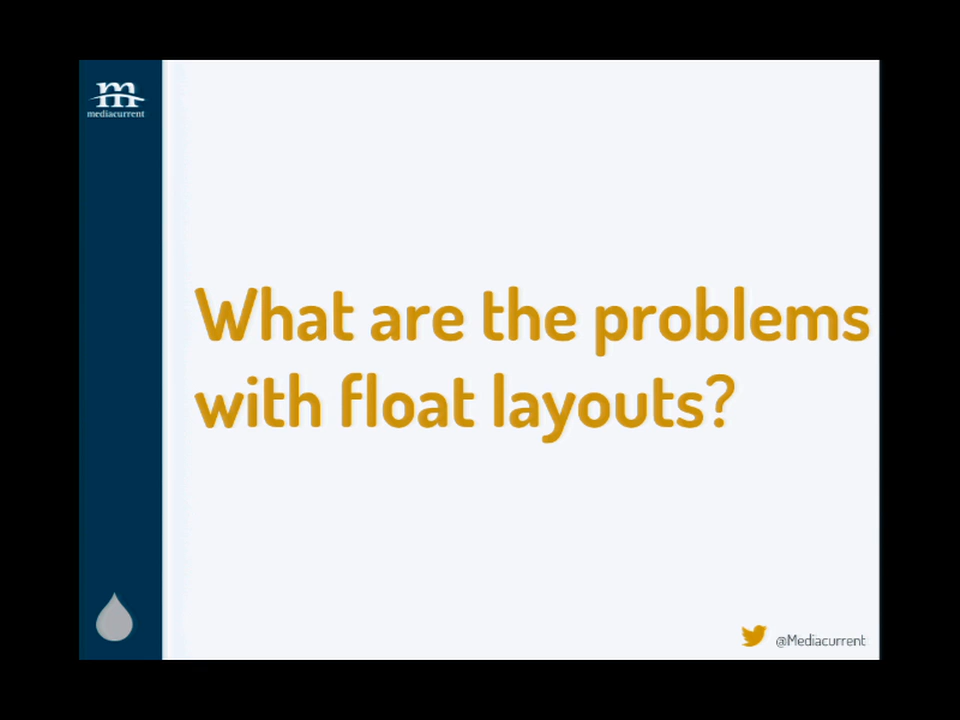 m
mediacurrent
What are the problems
with float layouts?
@Mediacurrent